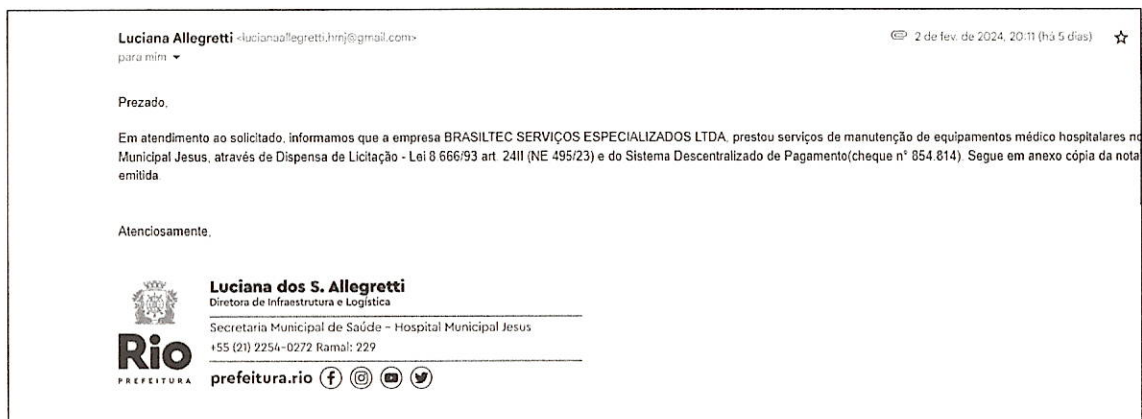 Luciana Allegretti <lucianaallegretti.hmj@gmail.com>
2 de fev. de 2024, 20:11 (há 5 dias)
para mim
Prezado,
Em atendimento ao solicitado, informamos que a empresa BRASILTEC SERVIÇOS ESPECIALIZADOS LTDA, prestou serviços de manutenção de equipamentos médico hospitalares no
Municipal Jesus, através de Dispensa de Licitação - Lei 8.666/93 art. 24II (NE 495/23) e do Sistema Descentralizado de Pagamento(cheque n° 854.814). Segue em anexo cópia da nota
emitida.
Atenciosamente,
Luciana dos S. Allegretti
Diretora de Infraestrutura e Logística
Secretaria Municipal de Saúde – Hospital Municipal Jesus
+55 (21) 2254-0272 Ramal: 229
Rio
PREFEITURA
prefeitura.rio